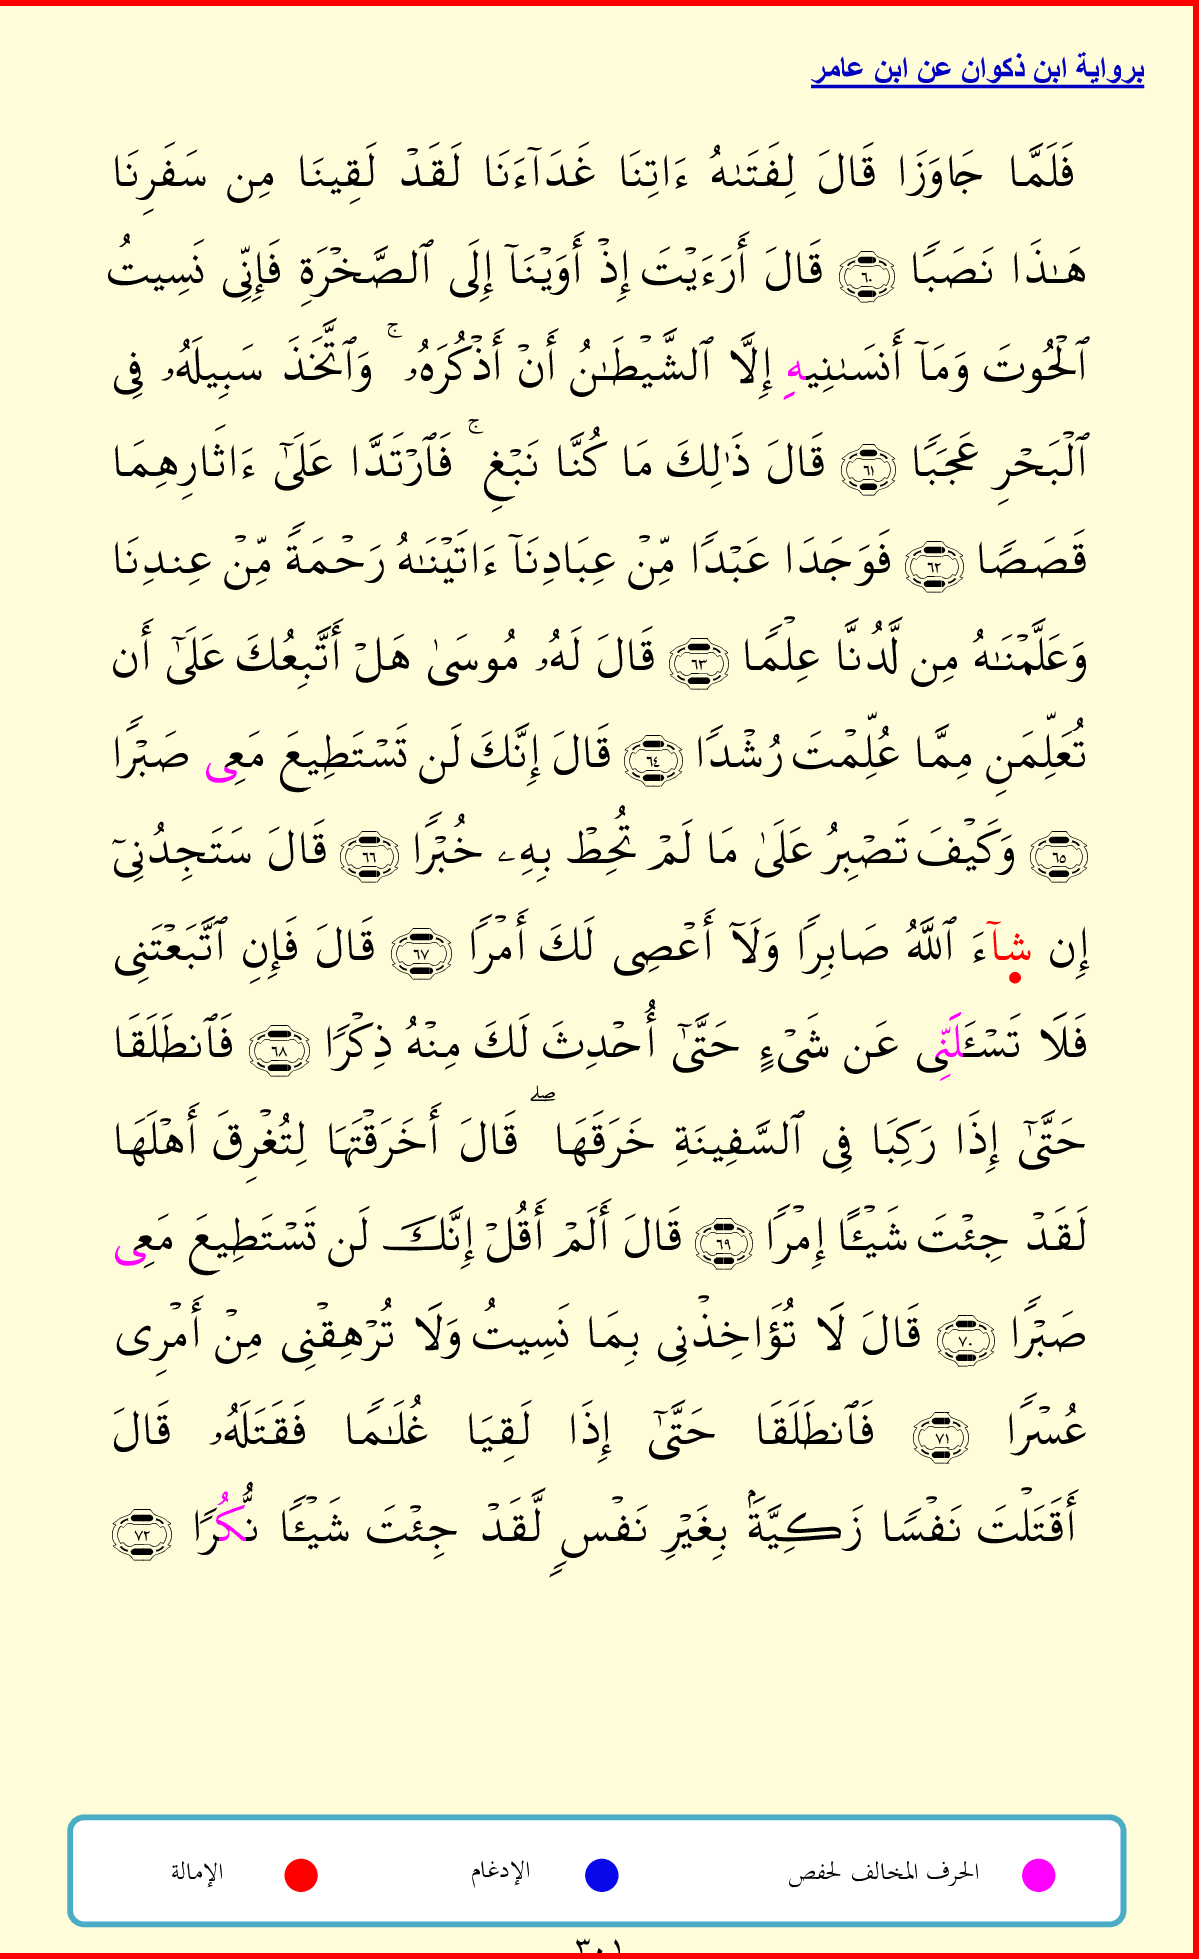 برواية ابن ذكوان عن ابن عامر
فَلَمَّا جَاوَزَا قَالَ لِفَتَىٰهُ ءَاتِنَا غَدَآءَنَا لَقَدۡ لَقِينَا مِن سَفَرِنَا
هَـٰذَا نَصَبًا ٦٠ قَالَ أَرَءَيۡتَ إِذۡ أَوَيۡنَآ إِلَى ٱلصَّخۡرَةِ فَإِنِّى نَسِيتُ
ٱلۡحُوتَ وَمَآ أَنسَىٰنِيهِ إِلَّا ٱلشَّيۡطَـٰنُ أَنۡ أَذۡكُرَهُۥ ۚ وَٱتَّخَذَ سَبِيلَهُۥ فِى
ٱلۡبَحۡرِ عَجَبًا ٦١ قَالَ ذَٰلِكَ مَا كُنَّا نَبۡغِ ۚ فَٱرۡتَدَّا عَلَىٰٓ ءَاثَارِهِمَا
قَصَصًا ٦٢ فَوَجَدَا عَبۡدًا مِّنۡ عِبَادِنَآ ءَاتَيۡنَـٰهُ رَحۡمَةً مِّنۡ عِندِنَا
وَعَلَّمۡنَـٰهُ مِن لَّدُنَّا عِلۡمًا ٦٣ قَالَ لَهُۥ مُوسَىٰ هَلۡ أَتَّبِعُكَ عَلَىٰٓ أَن
تُعَلِّمَنِ مِمَّا عُلِّمۡتَ رُشۡدًا ٦٤ قَالَ إِنَّكَ لَن تَسۡتَطِيعَ مَعِى صَبۡرًا
٦٥ وَكَيۡفَ تَصۡبِرُ عَلَىٰ مَا لَمۡ تُحِطۡ بِهِۦ خُبۡرًا ٦٦ قَالَ سَتَجِدُنِىٓ
إِن شَآءَ ٱللَّهُ صَابِرًا وَلَآ أَعۡصِى لَكَ أَمۡرًا ٦٧ قَالَ فَإِنِ ٱتَّبَعۡتَنِى
فَلَا تَسۡـَٔلَنِّى عَن شَىۡءٍ حَتَّىٰٓ أُحۡدِثَ لَكَ مِنۡهُ ذِكۡرًا ٦٨ فَٱنطَلَقَا
حَتَّىٰٓ إِذَا رَكِبَا فِى ٱلسَّفِينَةِ خَرَقَهَا ۖ قَالَ أَخَرَقۡتَهَا لِتُغۡرِقَ أَهۡلَهَا
لَقَدۡ جِئۡتَ شَيۡـًٔا إِمۡرًا ٦٩ قَالَ أَلَمۡ أَقُلۡ إِنَّكَ لَن تَسۡتَطِيعَ مَعِى
صَبۡرًا ٧٠ قَالَ لَا تُؤَاخِذۡنِى بِمَا نَسِيتُ وَلَا تُرۡهِقۡنِى مِنۡ أَمۡرِى
عُسۡرًا ٧١ فَٱنطَلَقَا حَتَّىٰٓ إِذَا لَقِيَا غُلَـٰمًا فَقَتَلَهُۥ قَالَ
أَقَتَلۡتَ نَفۡسًا زَكِيَّةَۢ بِغَيۡرِ نَفۡسٍ لَّقَدۡ جِئۡتَ شَيۡـًٔا نُّكُرًا ٧٢
الحرف المخالف لحفص الإدغام الإمالة
٣٠١